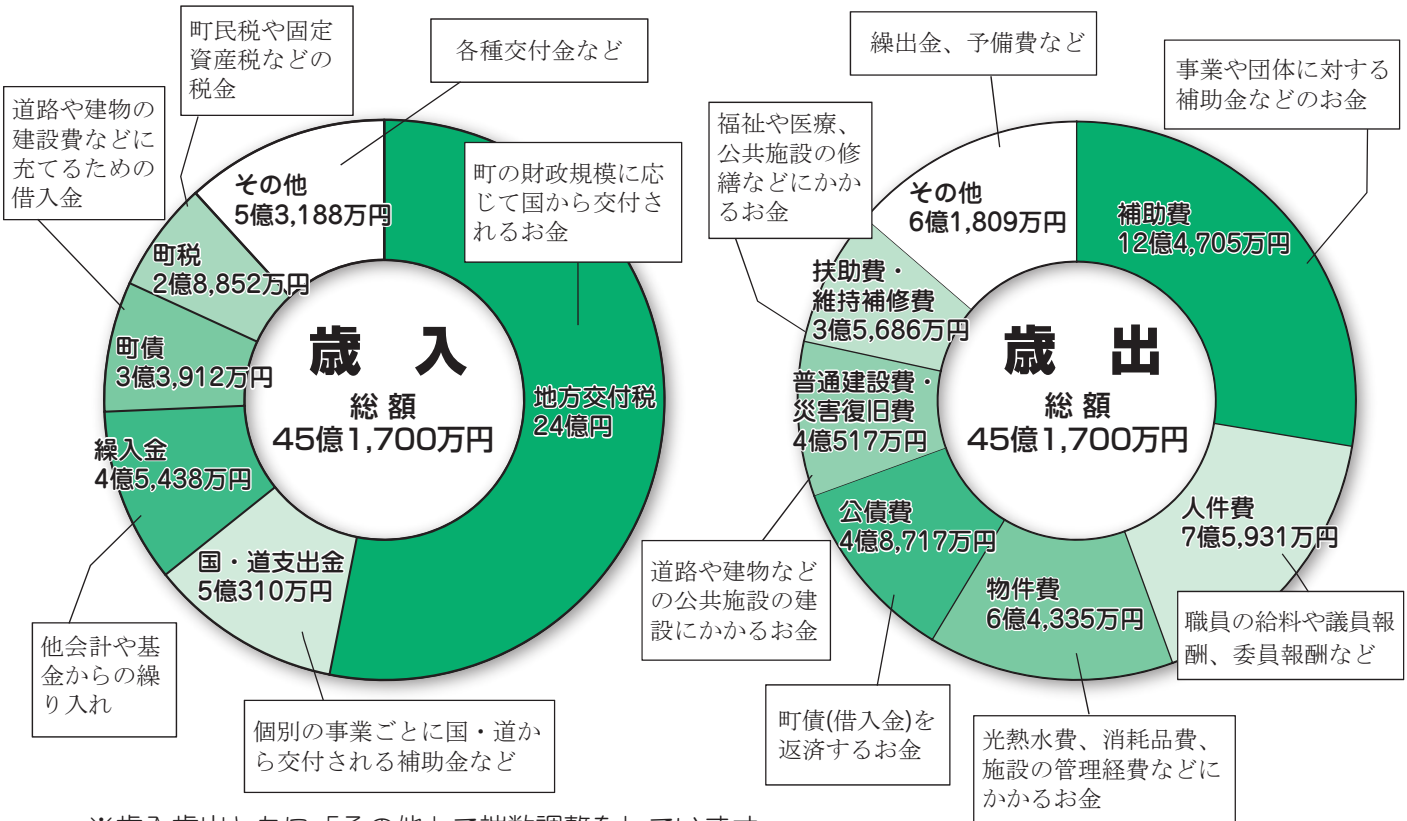 町民税や固定
資産税などの
税金
各種交付金など
道路や建物の
建設費などに
充てるための
借入金
町の財政規模に応
じて国から交付さ
れるお金
その他
5億3,188万円
町税
2億8,852万円
町債
3億3,912万円
繰入金
4億5,438万円
国・道支出金
5億310万円
地方交付税
24億円
歳 入
総 額
45億1,700万円
他会計や基
金からの繰
り入れ
個別の事業ごとに国・道か
ら交付される補助金など
繰出金、予備費など
事業や団体に対する
補助金などのお金
福祉や医療、
公共施設の修
繕などにかか
るお金
その他
6億1,809万円
補助費
12億4,705万円
扶助費・
維持補修費
3億5,686万円
普通建設費・
災害復旧費
4億517万円
公債費
4億8,717万円
物件費
6億4,335万円
人件費
7億5,931万円
歳 出
総 額
45億1,700万円
道路や建物など
の公共施設の建
設にかかるお金
町債(借入金)を
返済するお金
光熱水費、消耗品費、
施設の管理経費などに
かかるお金
職員の給料や議員報
酬、委員報酬など